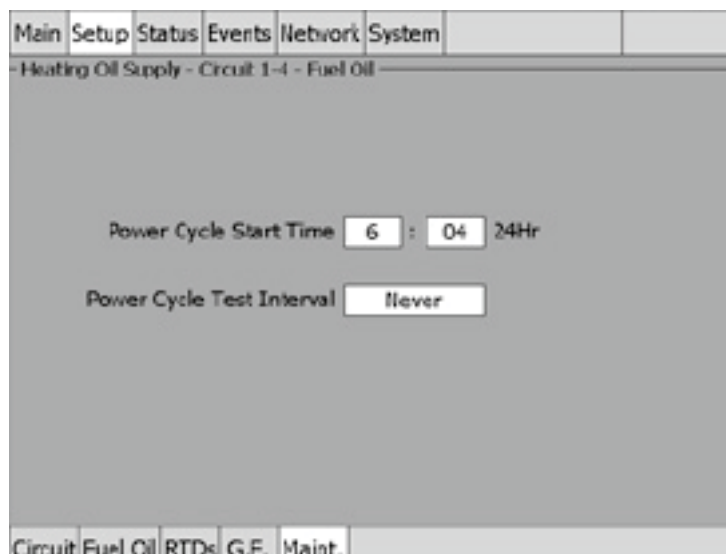 Main Setup Status Events Network System
Heating Oil Supply - Circuit 1-4 - Fuel Oil
Power Cycle Start Time 6 : 04 24Hr
Power Cycle Test Interval Never
Circuit Fuel Oil RTDs G.F. Maint.